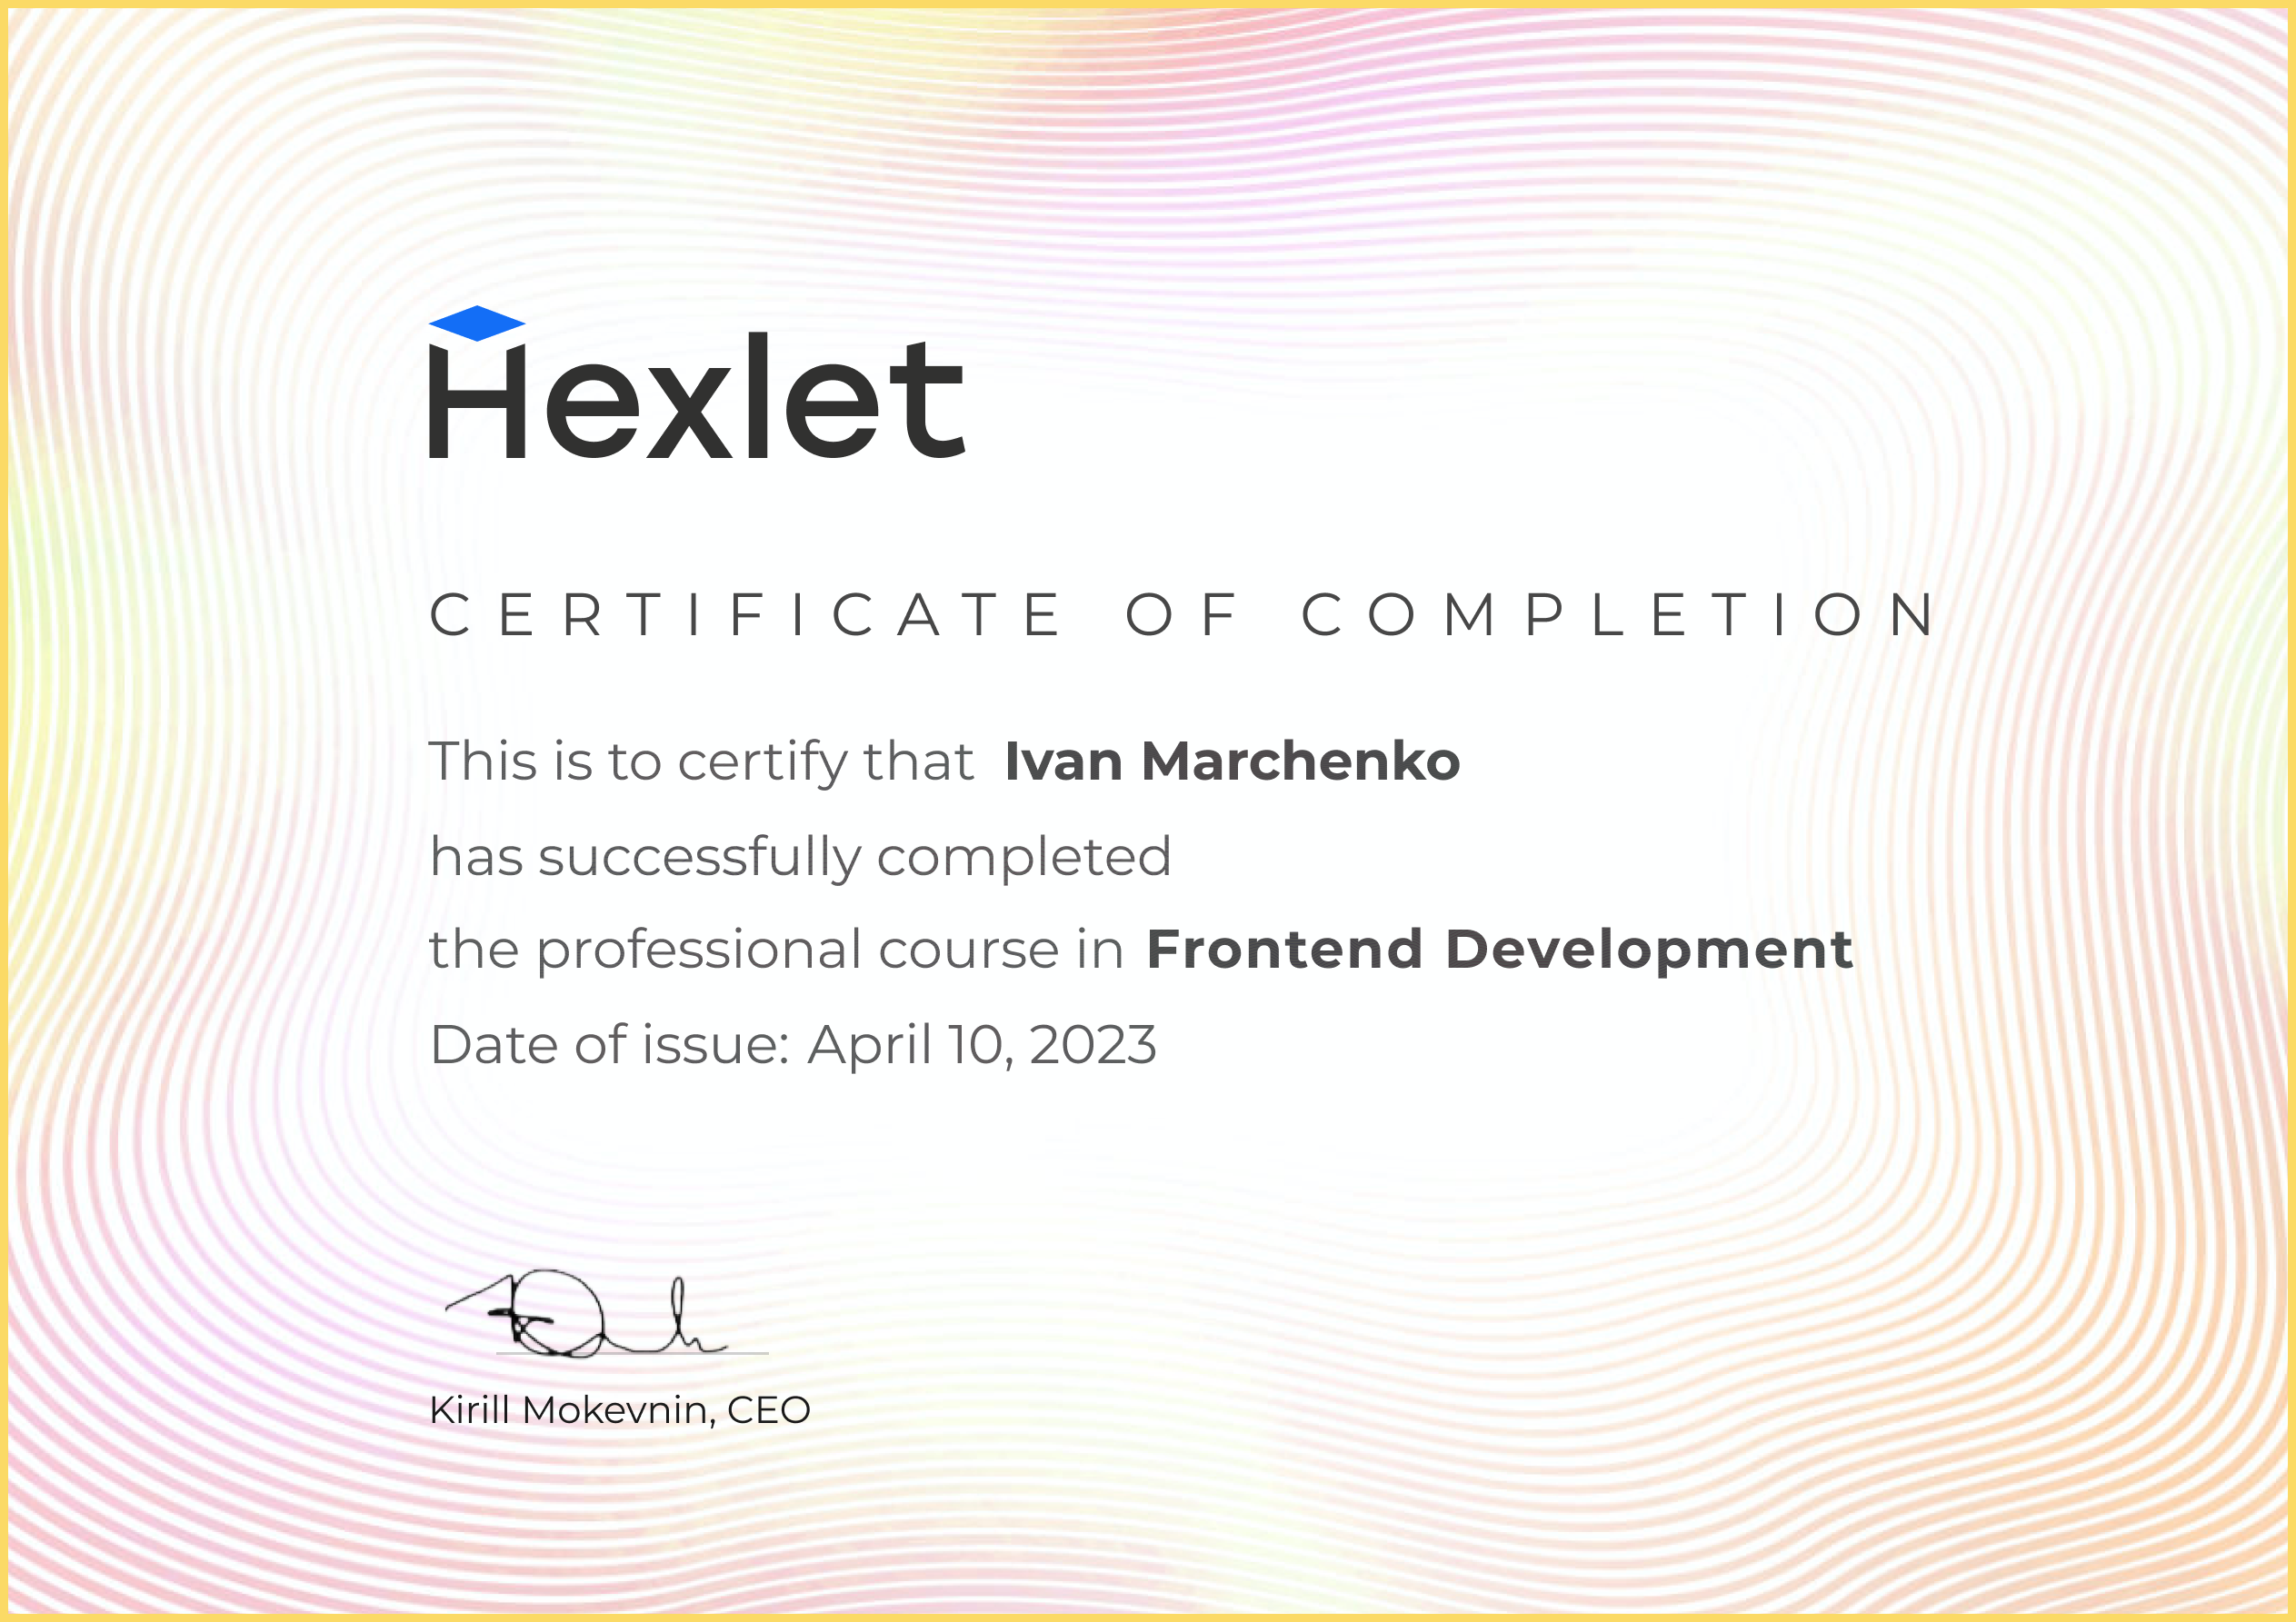 Hexlet
CERTIFICATE OF COMPLETION
This is to certify that Ivan Marchenko
has successfully completed
the professional course in Frontend Development
Date of issue: April 10, 2023
Kirill Mokevnin, CEO